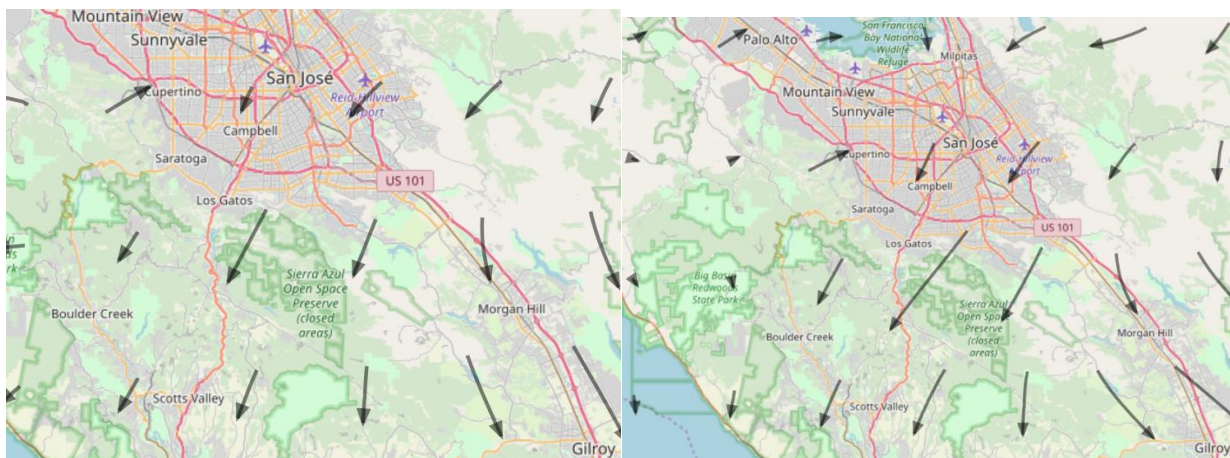 Mountain View
Sunnyvale
San José
Cupertino
Reid-Hillview
Airport
Campbell
Saratoga
US 101
Los Gatos
Sierra Azul
Open Space
Preserve
(closed
areas)
Boulder Creek
Morgan Hill
Scotts Valley
Gilroy
San Francisco
Bay National
Wildlife
Refuge
Palo Alto
Milpitas
Mountain View
Sunnyvale
San José
Cupertino
Reid-Hillview
Airport
Campbell
Saratoga
US 101
Los Gatos
Big Basin
Redwoods
State Park
Sierra Azul
Open Space
Preserve
(closed
areas)
Boulder Creek
Morgan Hill
Scotts Valley
Gilroy